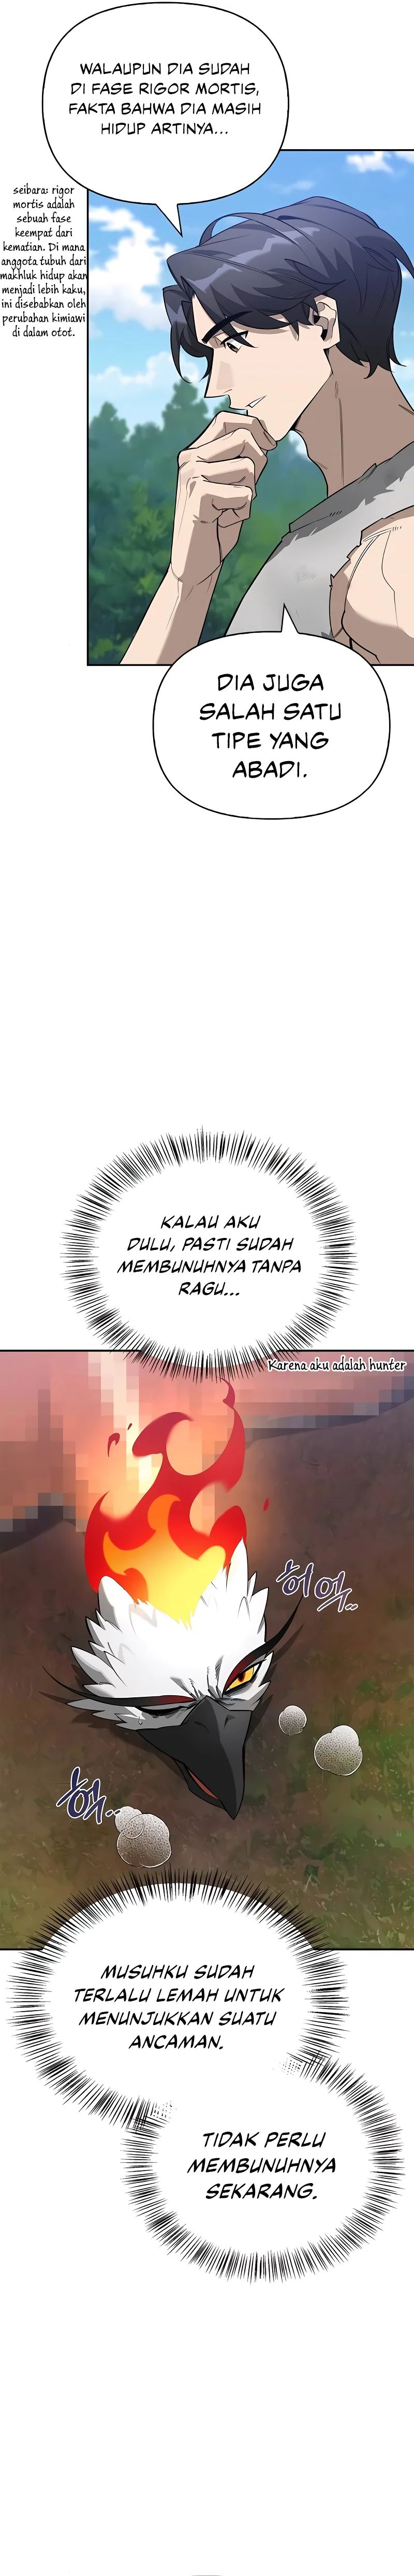 WALAUPUN DIA SUDAH
DI FASE RIGOR MORTIS,
FAKTA BAHWA DIA MASIH
HIDUP ARTINYA...
seibara: rigor
mortis adalah
sebuah fase
keempat dari
kematian. Di mana
anggota tubuh dari
makhluk hidup akan
menjadi lebih kaku,
ini disebabkan oleh
perubahan kimiawi
di dalam otot.
DIA JUGA
SALAH SATU
TIPE YANG
ABADI.
KALAU AKU
DULU, PASTI SUDAH
MEMBUNUHNYA TANPA
RAGU...
Karena aku adalah hunter
허억..
헉..
MUSUHKU SUDAH
TERLALU LEMAH UNTUK
MENUNJUKKAN SUATU
ANCAMAN.
TIDAK PERLU
MEMBUNUHNYA
SEKARANG.